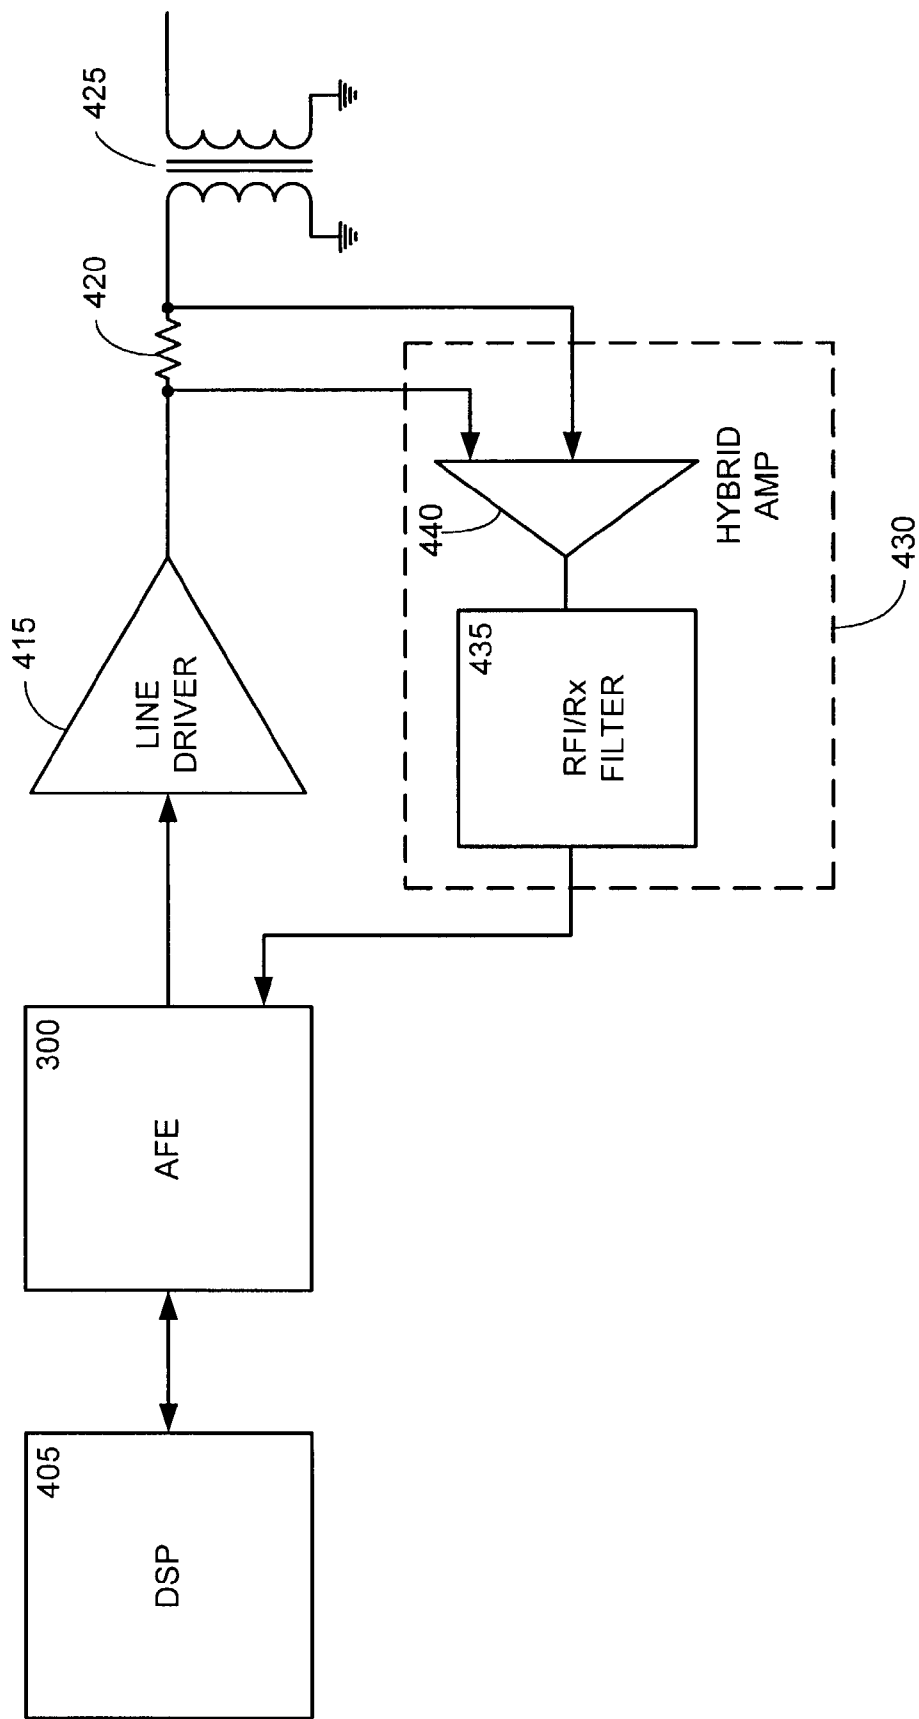 405
DSP
300
AFE
415
LINE
DRIVER
420
425
435
RFI/Rx
FILTER
440
HYBRID
AMP
430